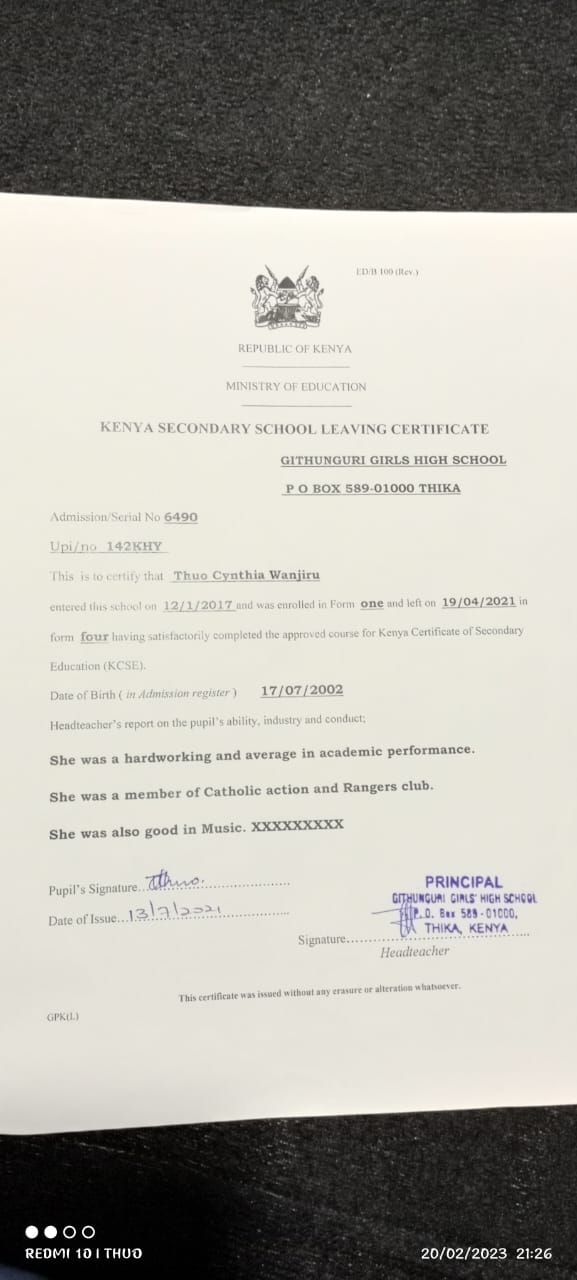 ED/B 100 (Rev.)
REPUBLIC OF KENYA
MINISTRY OF EDUCATION
KENYA SECONDARY SCHOOL LEAVING CERTIFICATE
GITHUNGURI GIRLS HIGH SCHOOL
P O BOX 589-01000 THIKA
Admission/Serial No 6490
Upi/no 142KHY
This is to certify that Thuo Cynthia Wanjiru
entered this school on 12/1/2017 and was enrolled in Form one and left on 19/04/2021 in
form four having satisfactorily completed the approved course for Kenya Certificate of Secondary
Education (KCSE).
Date of Birth ( in Admission register ) 17/07/2002
Headteacher's report on the pupil's ability, industry and conduct;
She was a hardworking and average in academic performance.
She was a member of Catholic action and Rangers club.
She was also good in Music. XXXXXXXXX
Pupil's Signature...Thuo.
Date of Issue...13/7/2021
PRINCIPAL
GITHUNGURI GIRLS' HIGH SCHOOL
P.O. Box 589-01000,
THIKA, KENYA
Signature
Headteacher
This certificate was issued without any erasure or alteration whatsoever.
GPK(L)
REDMI 10 | THUO
20/02/2023 21:26